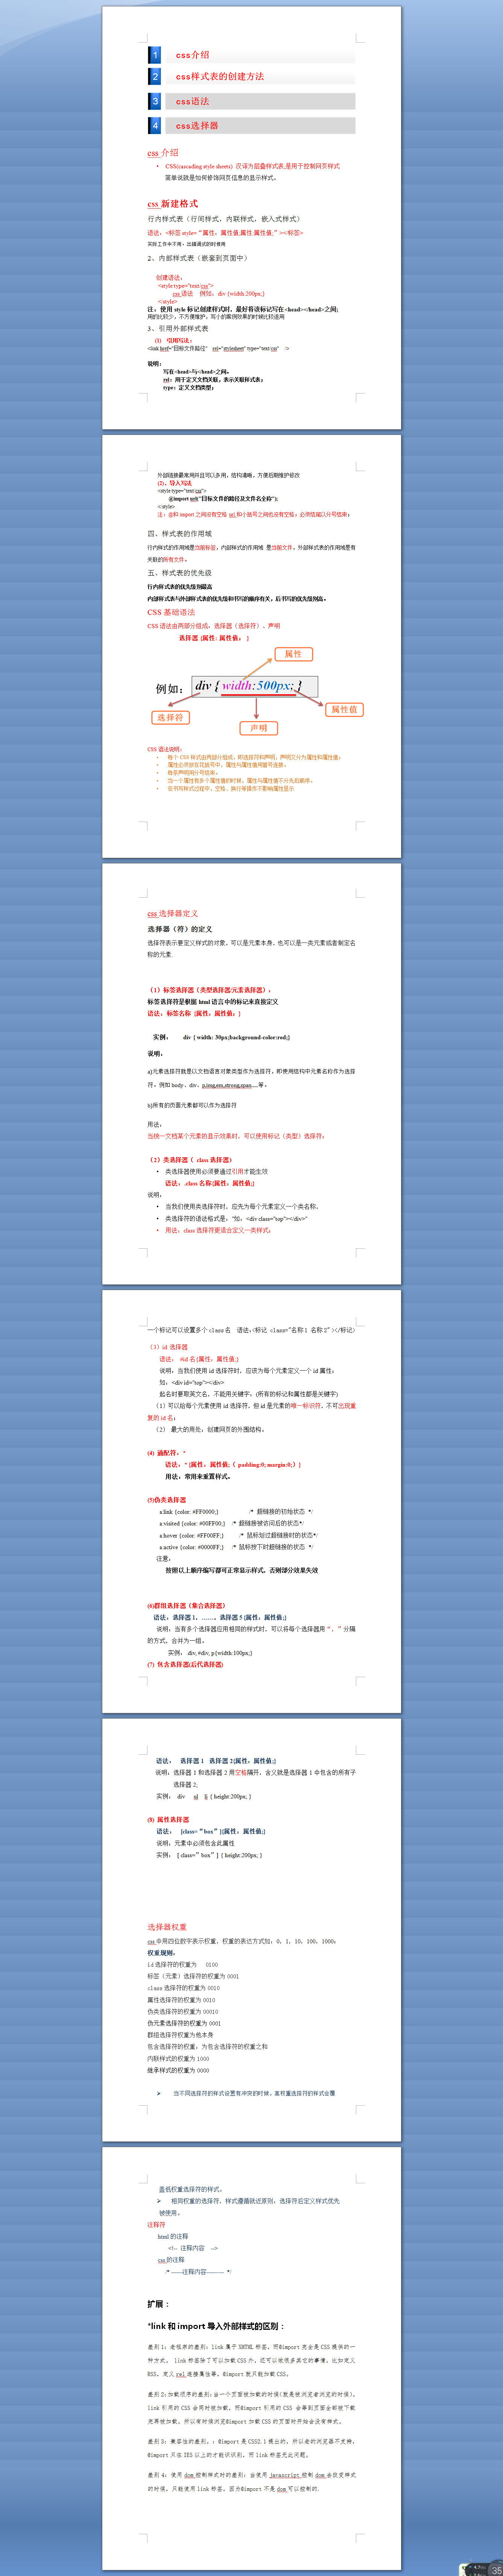 1 css介绍
2 css样式表的创建方法
3 css语法
4 css选择器
css 介绍
• CSS(cascading style sheets) 汉译为层叠样式表,是用于控制网页样式
简单说就是如何修饰网页信息的显示样式。
css 新建格式
行内样式表（行间样式，内联样式，嵌入式样式）
语法：<标签 style=“属性：属性值;属性:属性值;”></标签>
实际工作中不用，出错调试的时候用
2、内部样式表（嵌套到页面中）
创建语法：
<style type="text/css">
css 语法 例如：div {width:200px;}
</style>
注：使用 style 标记创建样式时，最好将该标记写在<head></head>之间;
用的比较少，不方便维护，写小的案例效果的时候比较适用
3、引用外部样式表
(1) 引用写法：
<link href="目标文件路径" rel="stylesheet" type="text/css" />
说明：
写在<head>与</head>之间。
rel：用于定义文档关联，表示关联样式表；
type：定义文档类型；
外部链接最常用并且可以多用，结构清晰，方便后期维护修改
(2)、导入写法
<style type="text/css">
@import url("目标文件的路径及文件名全称");
</style>
注：@和 import 之间没有空格 url 和小括号之间也没有空格；必须结尾以分号结束；
四、样式表的作用域
行内样式的作用域是当前标签，内部样式的作用域 是当前文件，外部样式表的作用域是有
关联的所有文件。
五、样式表的优先级
行内样式表的优先级别最高
内部样式表与外部样式表的优先级和书写的顺序有关，后书写的优先级别高。
CSS 基础语法
CSS 语法由两部分组成：选择器（选择符）、声明
选择器 {属性: 属性值； }
属性
例如： div { width:500px; }
选择符
属性值
声明
CSS 语法说明：
• 每个 CSS 样式由两部分组成，即选择符和声明，声明又分为属性和属性值；
• 属性必须放在花括号中，属性与属性值用冒号连接。
• 每条声明用分号结束。
• 当一个属性有多个属性值的时候，属性与属性值不分先后顺序。
• 在书写样式过程中，空格、换行等操作不影响属性显示
css 选择器定义
选择器（符）的定义
选择符表示要定义样式的对象，可以是元素本身，也可以是一类元素或者制定名
称的元素.
（1）标签选择符（类型选择器/元素选择器）。
标签选择符是根据 html 语言中的标记来直接定义
语法：标签名称 {属性：属性值；}
实例： div { width: 30px;background-color:red;}
说明：
a)元素选择符就是以文档语言对象类型作为选择符，即使用结构中元素名称作为选择
符。例如 body、div、p,img,em,strong,span......等。
b)所有的页面元素都可以作为选择符
用法：
当统一文档某个元素的显示效果时，可以使用标记（类型）选择符；
（2）类选择器（ class 选择器）
• 类选择器使用必须要通过引用才能生效
语法：.class 名称{属性：属性值;}
说明：
• 当我们使用类选择符时，应先为每个元素定义一个类名称，
• 类选择符的语法格式是："如：<div class="top"></div>"
• 用法：class 选择符更适合定义一类样式；
一个标记可以设置多个 class 名 语法:<标记 class="名称 1 名称 2"></标记>
（3）id 选择器
语法： #id 名{属性：属性值;}
说明：当我们使用 id 选择符时，应该为每个元素定义一个 id 属性；
如：<div id="top"></div>
起名时要取英文名，不能用关键字：(所有的标记和属性都是关键字)
（1）可以给每个元素使用 id 选择符，但 id 是元素的唯一标识符，不可出现重
复的 id 名；
（2） 最大的用处，创建网页的外围结构。
(4) 通配符：*
语法：* {属性：属性值;（ padding:0; margin:0;）}
用法：常用来重置样式。
(5)伪类选择器
a:link {color: #FF0000;} /* 超链接的初始状态 */
a:visited {color: #00FF00;} /* 超链接被访问后的状态*/
a:hover {color: #FF00FF;} /* 鼠标划过超链接时的状态*/
a:active {color: #0000FF;} /* 鼠标按下时超链接的状态 */
注意：
按照以上顺序编写都可正常显示样式，否则部分效果失效
(6)群组选择器（集合选择器）
语法：选择器 1，……，选择器 5 {属性：属性值;}
说明：当有多个选择器应用相同的样式时，可以将每个选择器用“，”分隔
的方式，合并为一组。
实例： .div, #div, p{width:100px;}
(7) 包含选择器(后代选择器)
语法： 选择器 1 选择器 2{属性：属性值;}
说明：选择器 1 和选择器 2 用空格隔开，含义就是选择器 1 中包含的所有子
选择器 2;
实例： div ul li { height:200px; }
(8) 属性选择器
语法： [class=“box”]{属性：属性值;}
说明：元素中必须包含此属性
实例： [ class=”box”] { height:200px; }
选择器权重
css 中用四位数字表示权重，权重的表达方式如：0，1，10，100，1000；
权重规则：
id 选择符的权重为 0100
标签（元素）选择符的权重为 0001
class 选择符的权重为 0010
属性选择符的权重为 0010
伪类选择符的权重为 00010
伪元素选择符的权重为 0001
群组选择符权重为他本身
包含选择符的权重：为包含选择符的权重之和
内联样式的权重为 1000
继承样式的权重为 0000
➢ 当不同选择符的样式设置有冲突的时候，高权重选择符的样式会覆
盖低权重选择符的样式。
➢ 相同权重的选择符，样式遵循就近原则，选择符后定义样式优先
被使用。
注释符
html 的注释
<!-- 注释内容 -->
css 的注释
/* ------注释内容--------- */
扩展：
*link 和 import 导入外部样式的区别：
差别 1：老祖宗的差别：link 属于 XHTML 标签，而@import 完全是 CSS 提供的一
种方式。 link 标签除了可以加载 CSS 外，还可以做很多其它的事情，比如定义
RSS，定义 rel 连接属性等，@import 就只能加载 CSS。
差别 2:加载顺序的差别:当一个页面被加载的时候（就是被浏览者浏览的时候），
link 引用的 CSS 会同时被加载，而@import 引用的 CSS 会等到页面全部被下载
完再被加载。所以有时候浏览@import 加载 CSS 的页面时开始会没有样式。
差别 3：兼容性的差别。：@import 是 CSS2.1 提出的，所以老的浏览器不支持，
@import 只在 IE5 以上的才能识识别，而 link 标签无此问题。
差别 4：使用 dom 控制样式时的差别：当使用 javascript 控制 dom 去改变样式
的时候，只能使用 link 标签，因为@import 不是 dom 可以控制的.